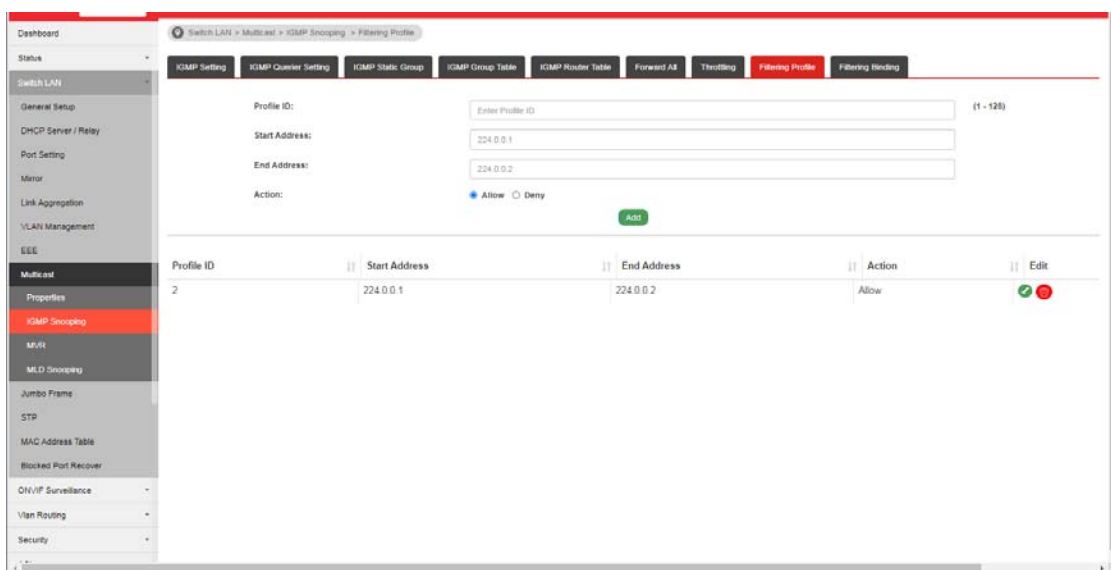 Dashboard
Status
Switch LAN
General Setup
DHCP Server / Relay
Port Setting
Mirror
Link Aggregation
VLAN Management
EEE
Multicast
Properties
IGMP Snooping
MVR
MLD Snooping
Jumbo Frame
STP
MAC Address Table
Blocked Port Recover
ONVIF Surveillance
Vlan Routing
Security
Switch LAN > Multicast > IGMP Snooping > Filtering Profile
IGMP Setting IGMP Querier Setting IGMP Static Group IGMP Group Table IGMP Router Table Forward All Throttling Filtering Profile Filtering Binding
Profile ID: Enter Profile ID (1 - 128)
Start Address: 224.0.0.1
End Address: 224.0.0.2
Action: Allow Deny
Add
Profile ID Start Address End Address Action Edit
2 224.0.0.1 224.0.0.2 Allow